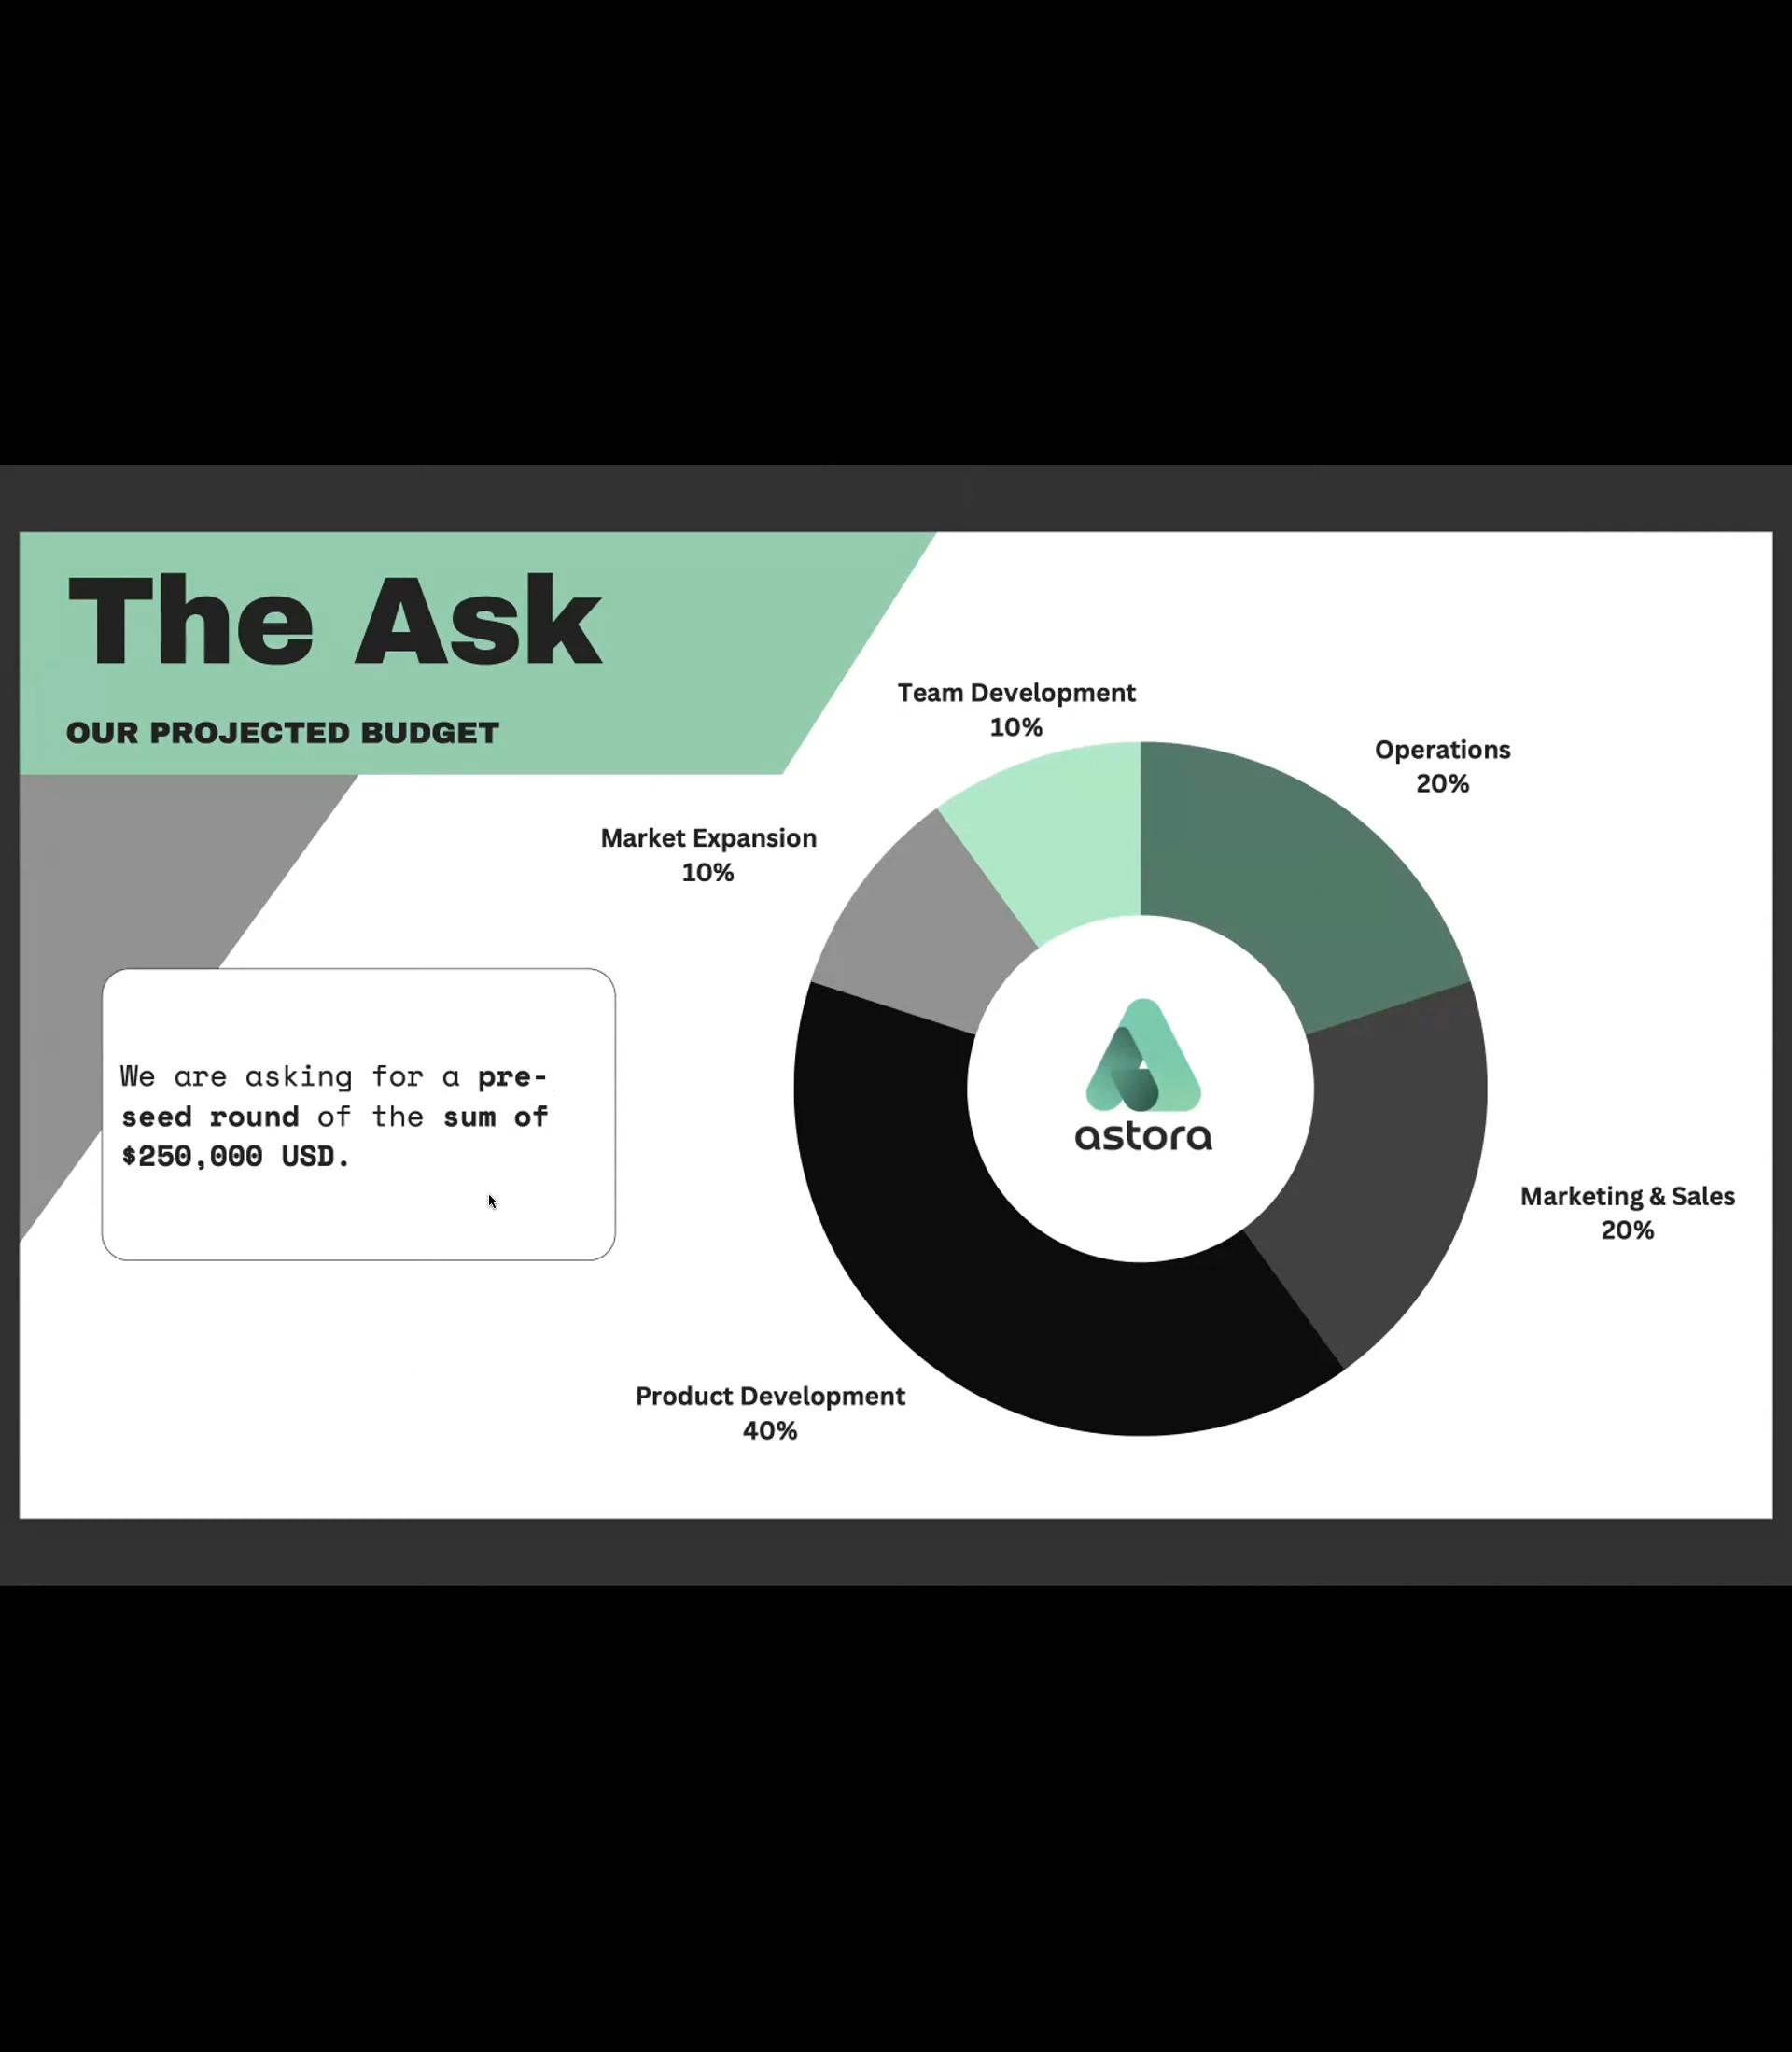 The Ask
OUR PROJECTED BUDGET
Team Development
10%
Operations
20%
Market Expansion
10%
We are asking for a pre-
seed round of the sum of
$250,000 USD.
astora
Marketing & Sales
20%
Product Development
40%